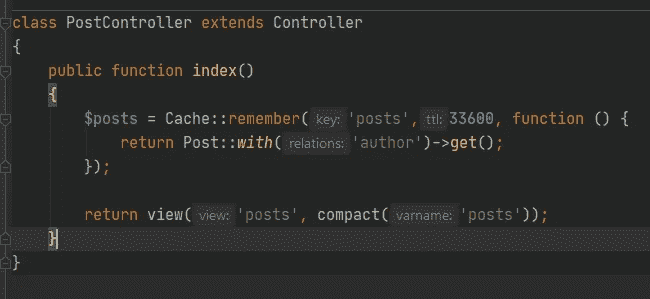 class PostController extends Controller
{
    public function index()
    {
        $posts = Cache::remember( key: 'posts', ttl: 33600, function () {
            return Post::with( relations: 'author')->get();
        });
        return view( view: 'posts', compact( varname: 'posts'));
    }
}